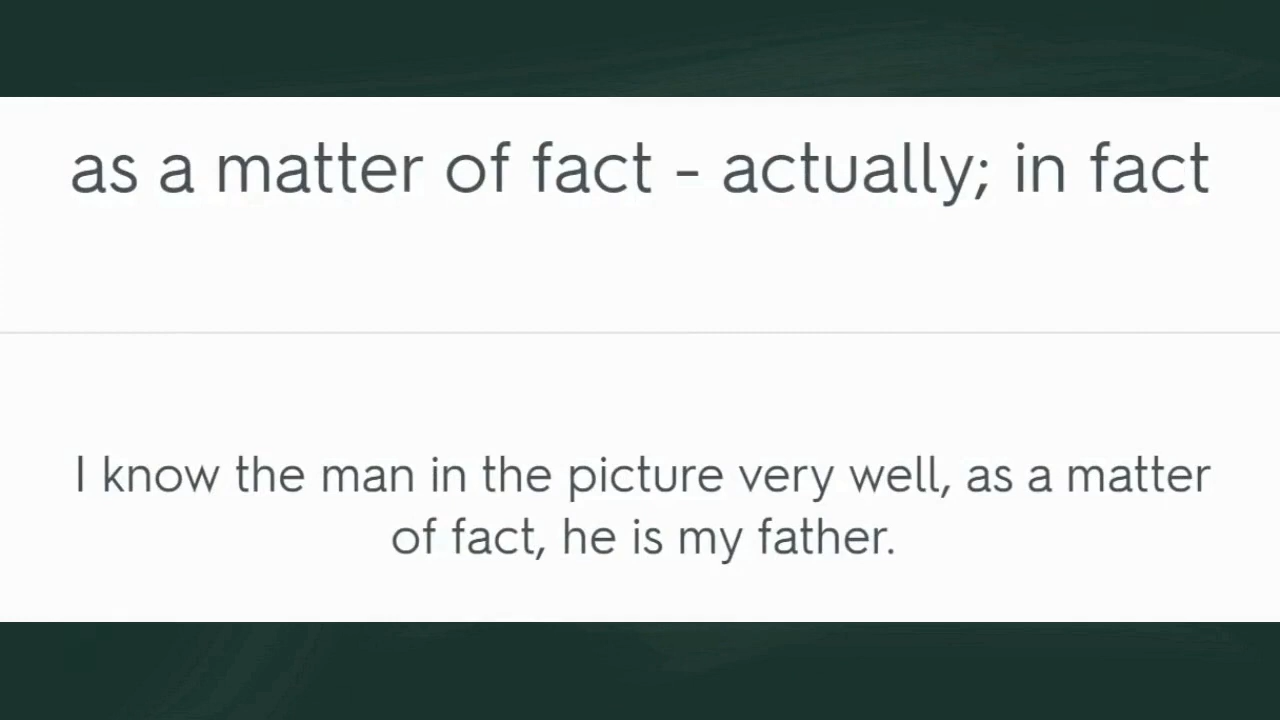 as a matter of fact - actually; in fact
I know the man in the picture very well, as a matter
of fact, he is my father.